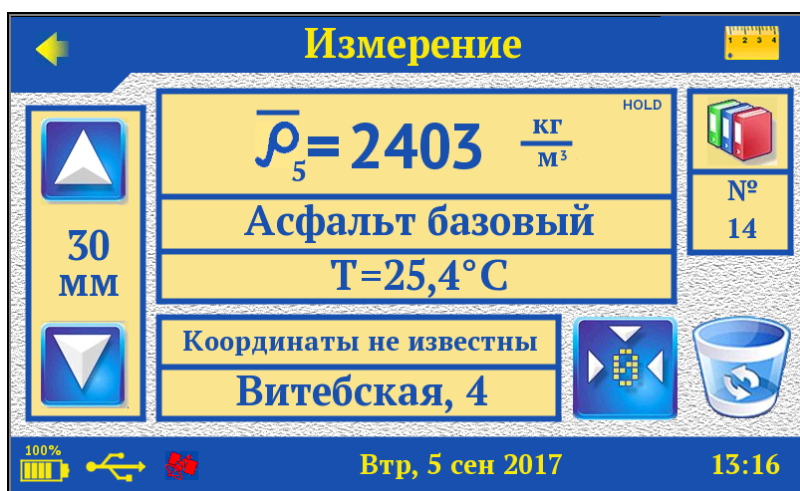 Измерение
1 2 3 4
HOLD
ρ̅₅= 2403 кг/м³
Асфальт базовый
T=25,4°C
30
мм
№
14
Координаты не известны
Витебская, 4
100%
Втр, 5 сен 2017
13:16